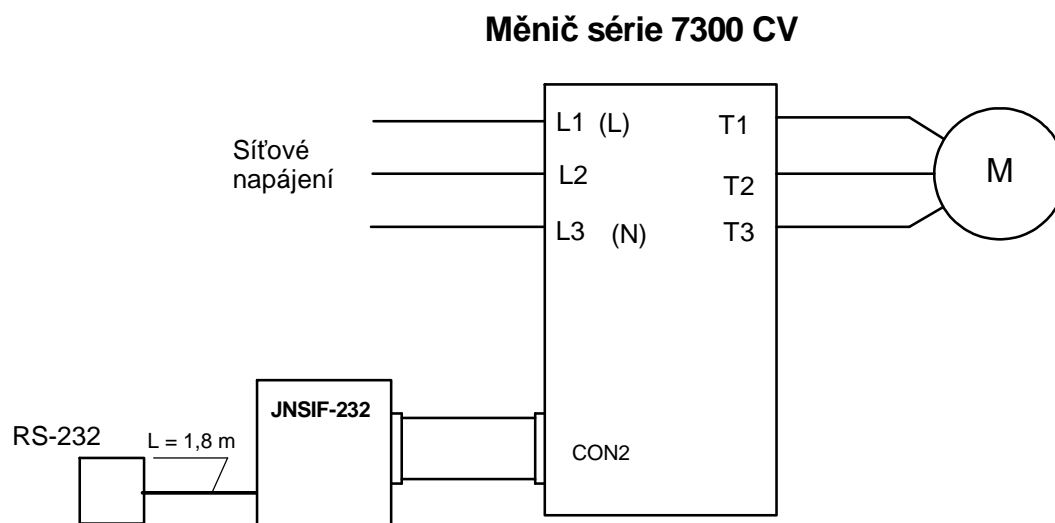 Měnič série 7300 CV
Síťové
napájení
L1 (L)
T1
L2
T2
L3 (N)
T3
M
JNSIF-232
RS-232
L = 1,8 m
CON2